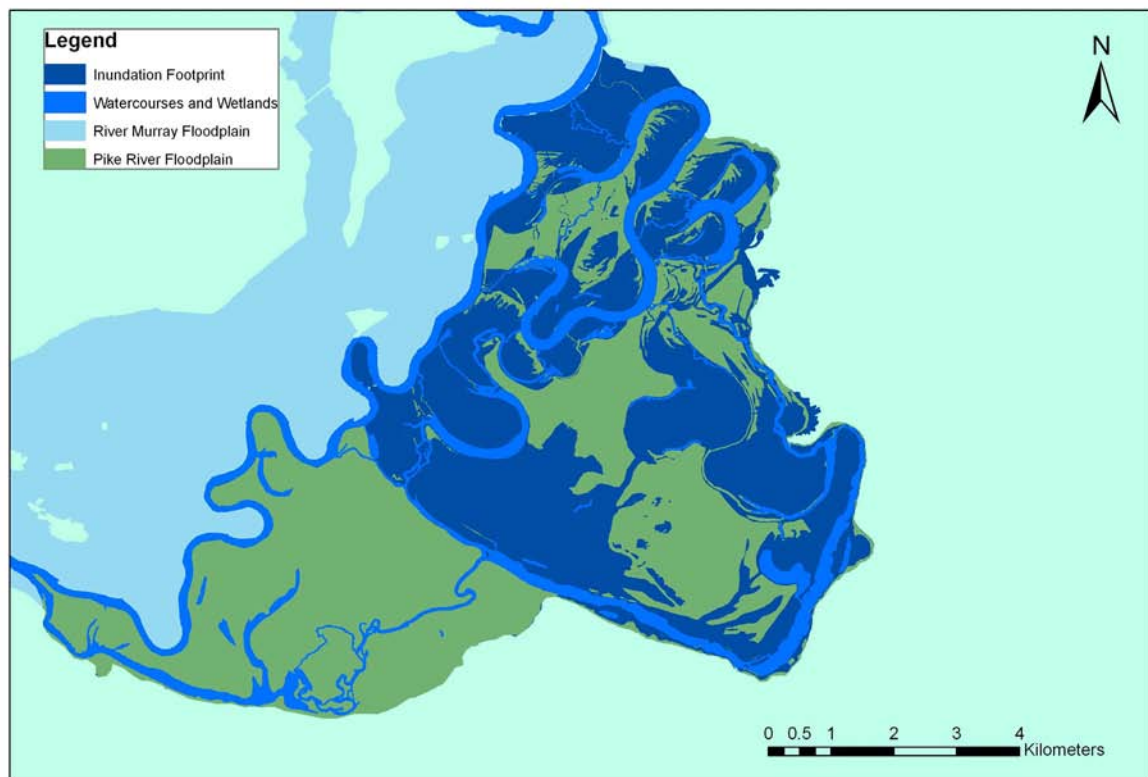 Legend
Inundation Footprint
Watercourses and Wetlands
River Murray Floodplain
Pike River Floodplain
N
0 0.5 1 2 3 4
Kilometers